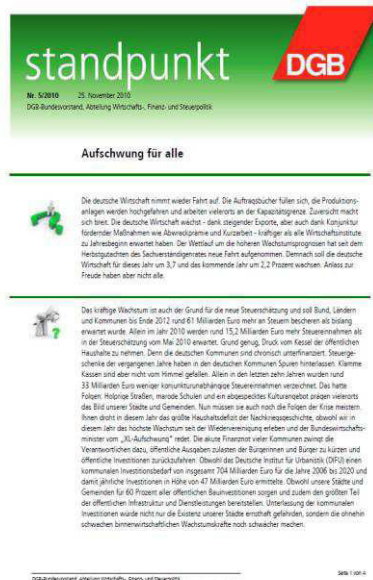 standpunkt
DGB
Nr. 5/2010 25. November 2010
DGB-Bundesvorstand, Abteilung Wirtschafts-, Finanz- und Steuerpolitik
Aufschwung für alle
Die deutsche Wirtschaft nimmt wieder Fahrt auf. Die Auftragsbücher füllen sich, die Produktions-
anlagen werden hochgefahren und arbeiten vielerorts an der Kapazitätsgrenze. Zuversicht macht
sich breit. Die deutsche Wirtschaft wächst - dank steigender Exporte, aber auch dank Konjunktur
fördernder Maßnahmen wie Abwrackprämie und Kurzarbeit - kräftiger als alle Wirtschaftsinstitute
zu Jahresbeginn erwartet haben. Der Wettlauf um die höheren Wachstumsprognosen hat seit dem
Herbstgutachten des Sachverständigenrates neue Fahrt aufgenommen. Demnach soll die deutsche
Wirtschaft für dieses Jahr um 3,7 und das kommende Jahr um 2,2 Prozent wachsen. Anlass zur
Freude haben aber nicht alle.
Das kräftige Wachstum ist auch der Grund für die neue Steuerschätzung und soll Bund, Ländern
und Kommunen bis Ende 2012 rund 61 Milliarden Euro mehr an Steuern bescheren als bislang
erwartet wurde. Allein im Jahr 2010 werden rund 15,2 Milliarden Euro mehr Steuereinnahmen als
in der Steuerschätzung vom Mai 2010 erwartet. Grund genug, Druck vom Kessel der öffentlichen
Haushalte zu nehmen. Denn die deutschen Kommunen sind chronisch unterfinanziert. Steuerge-
schenke der vergangenen Jahre haben in den deutschen Kommunen Spuren hinterlassen. Klamme
Kassen sind aber nicht vom Himmel gefallen. Allein in den letzten zehn Jahren wurden rund
33 Milliarden Euro weniger konjunkturunabhängige Steuereinnahmen verzeichnet. Das hatte
Folgen. Holprige Straßen, marode Schulen und ein abgespecktes Kulturangebot prägen vielerorts
das Bild unserer Städte und Gemeinden. Nun müssen sie auch noch die Folgen der Krise meistern.
Ihnen droht in diesem Jahr das größte Haushaltsdefizit der Nachkriegsgeschichte, obwohl wir in
diesem Jahr das höchste Wachstum seit der Wiedervereinigung erleben und der Bundeswirtschafts-
minister vom „XL-Aufschwung" redet. Die akute Finanznot vieler Kommunen zwingt die
Verantwortlichen dazu, öffentliche Ausgaben zulasten der Bürgerinnen und Bürger zu kürzen und
öffentliche Investitionen zurückzufahren. Obwohl das Deutsche Institut für Urbanistik (DIFU) einen
kommunalen Investitionsbedarf von insgesamt 704 Milliarden Euro für die Jahre 2006 bis 2020 und
damit jährliche Investitionen in Höhe von 47 Milliarden Euro ermittelte. Obwohl unsere Städte und
Gemeinden für 60 Prozent aller öffentlichen Bauinvestitionen sorgen und zudem den größten Teil
der öffentlichen Infrastruktur und Dienstleistungen bereitstellen. Unterlassung der kommunalen
Investitionen würde nicht nur die Existenz unserer Städte ernsthaft gefährden, sondern die ohnehin
schwachen binnenwirtschaftlichen Wachstumskräfte noch schwächer machen.
?
DGB-Bundesvorstand, Abteilung Wirtschafts-, Finanz- und Steuerpolitik
Seite 1 von 4